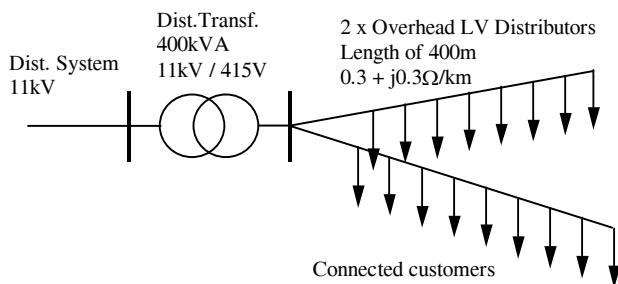 Dist.Transf.
400kVA
11kV / 415V
2 x Overhead LV Distributors
Length of 400m
0.3 + j0.3Ω/km
Dist. System
11kV
Connected customers